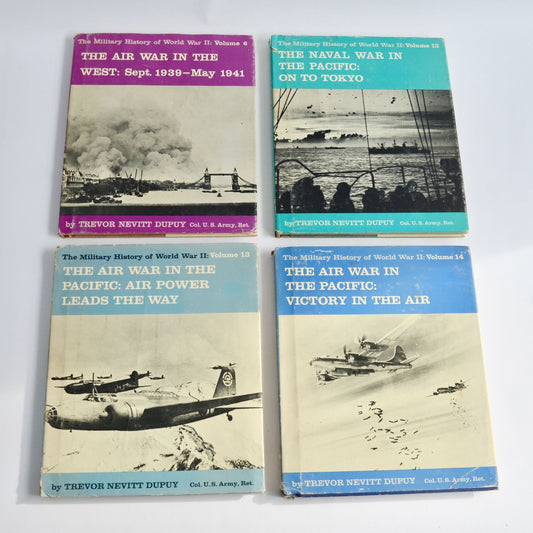 The Military History of World War II: Volume 6
THE AIR WAR IN THE
WEST: Sept. 1939-May 1941
by TREVOR NEVITT DUPUY Col. U.S. Army, Ret.
The Military History of World War II: Volume 12
THE NAVAL WAR IN
THE PACIFIC:
ON TO TOKYO
by TREVOR NEVITT DUPUY Col. U.S. Army, Ret.
The Military History of World War II: Volume 13
THE AIR WAR IN THE
PACIFIC: AIR POWER
LEADS THE WAY
by TREVOR NEVITT DUPUY Col. U.S. Army, Ret.
The Military History of World War II: Volume 14
THE AIR WAR IN
THE PACIFIC:
VICTORY IN THE AIR
by TREVOR NEVITT DUPUY Col. U.S. Army, Ret.